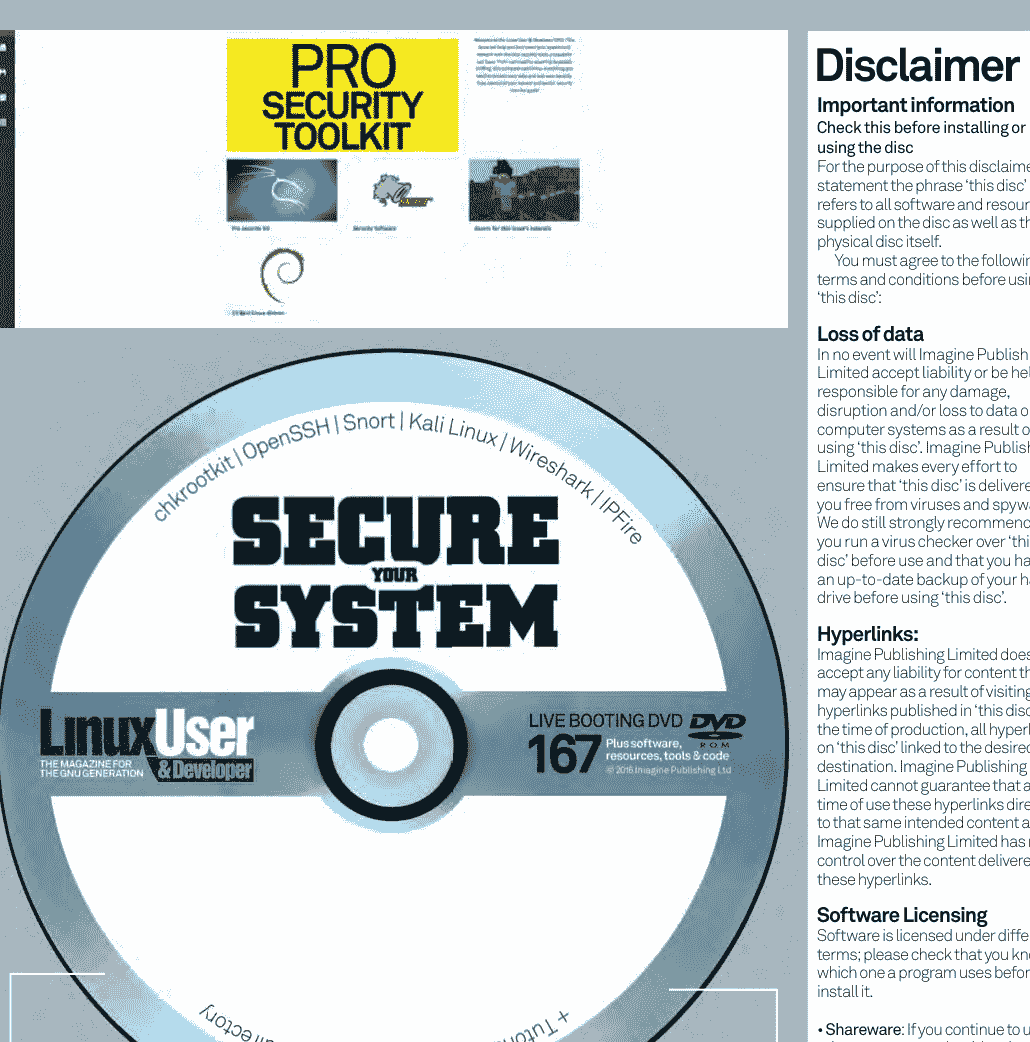 PRO
SECURITY
TOOLKIT
chkrootkit | OpenSSH | Snort | Kali Linux | Wireshark | IPFire
SECURE
YOUR
SYSTEM
LinuxUser
& Developer
THE MAGAZINE FOR
THE GNU GENERATION
LIVE BOOTING DVD
DVD
ROM
167
Plus software,
resources, tools & code
© 2016 Imagine Publishing Ltd
Disclaimer
Important information
Check this before installing or
using the disc
For the purpose of this disclaime
statement the phrase ‘this disc’
refers to all software and resour
supplied on the disc as well as th
physical disc itself.
You must agree to the followin
terms and conditions before usi
‘this disc’:
Loss of data
In no event will Imagine Publish
Limited accept liability or be hel
responsible for any damage,
disruption and/or loss to data o
computer systems as a result o
using ‘this disc’. Imagine Publish
Limited makes every effort to
ensure that ‘this disc’ is delivere
you free from viruses and spywa
We do still strongly recommend
you run a virus checker over ‘thi
disc’ before use and that you ha
an up-to-date backup of your ha
drive before using ‘this disc’.
Hyperlinks:
Imagine Publishing Limited does
accept any liability for content th
may appear as a result of visiting
hyperlinks published in ‘this disc
the time of production, all hyperl
on ‘this disc’ linked to the desired
destination. Imagine Publishing
Limited cannot guarantee that a
time of use these hyperlinks dire
to that same intended content a
Imagine Publishing Limited has n
control over the content delivere
these hyperlinks.
Software Licensing
Software is licensed under diffe
terms; please check that you kno
which one a program uses befor
install it.
• Shareware: If you continue to u